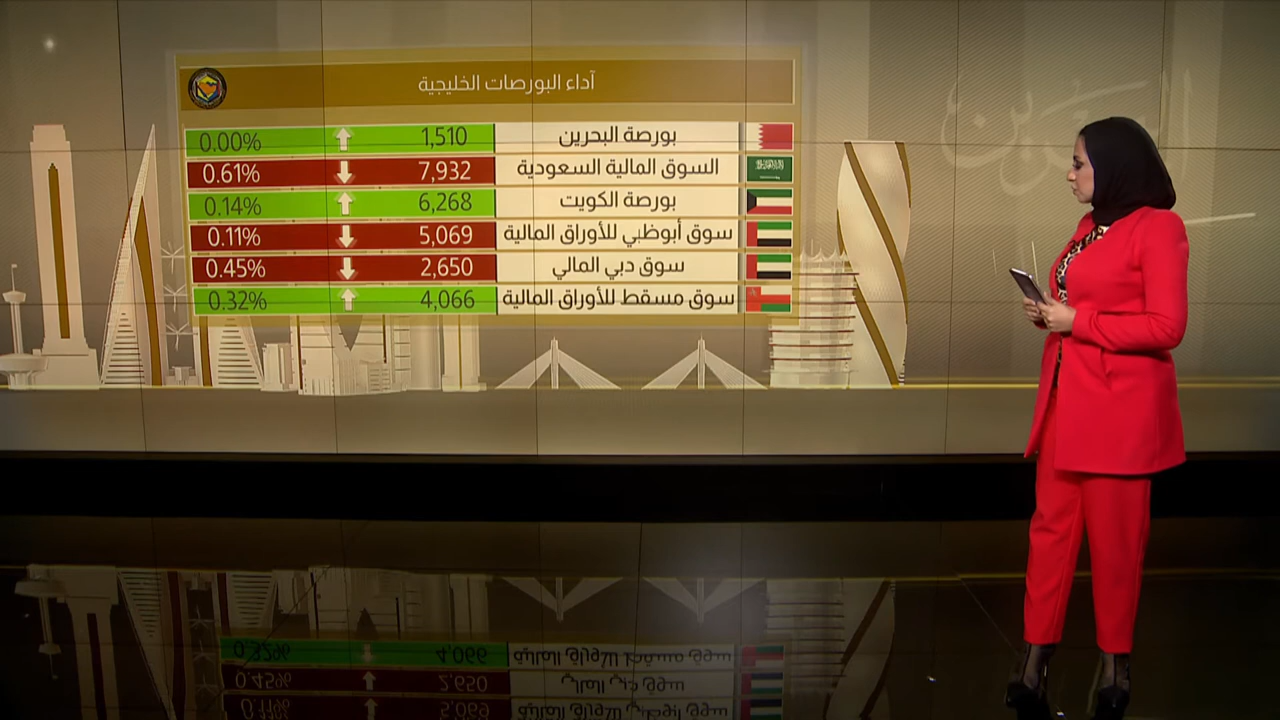 آداء البورصات الخليجية
بورصة البحرين 1,510 0.00%
السوق المالية السعودية 7,932 0.61%
بورصة الكويت 6,268 0.14%
سوق أبوظبي للأوراق المالية 5,069 0.11%
سوق دبي المالي 2,650 0.45%
سوق مسقط للأوراق المالية 4,066 0.32%